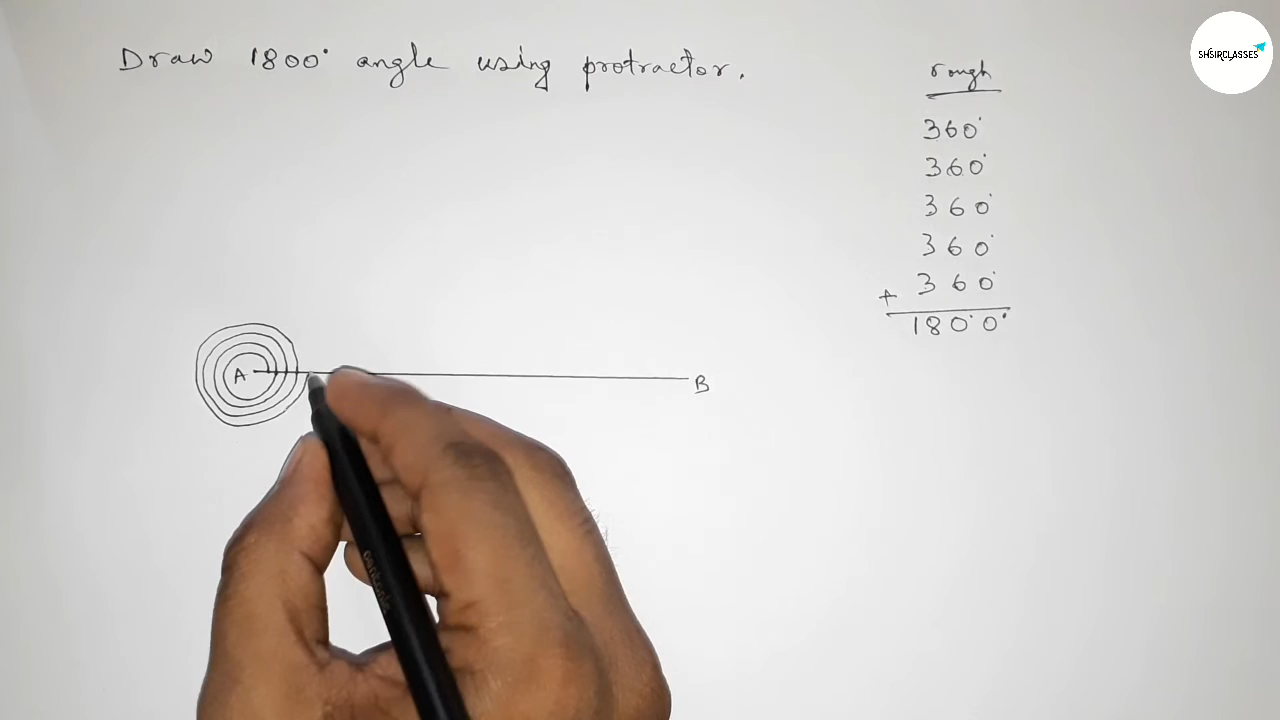 Draw 1800° angle using protractor.
SHSIRCLASSES
rough
360°
360°
360°
360°
+ 360°
1800°
A
B